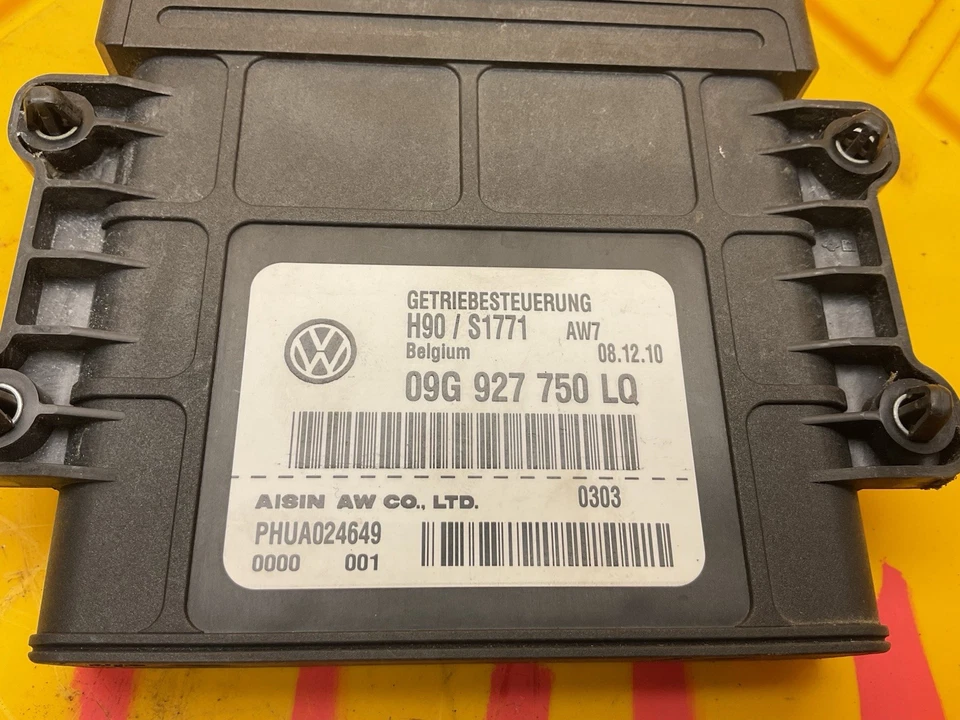 GETRIEBESTEUERUNG
H90 / S1771 AW7
Belgium 08.12.10
09G 927 750 LQ
AISIN AW CO., LTD. 0303
PHUA024649
0000 001